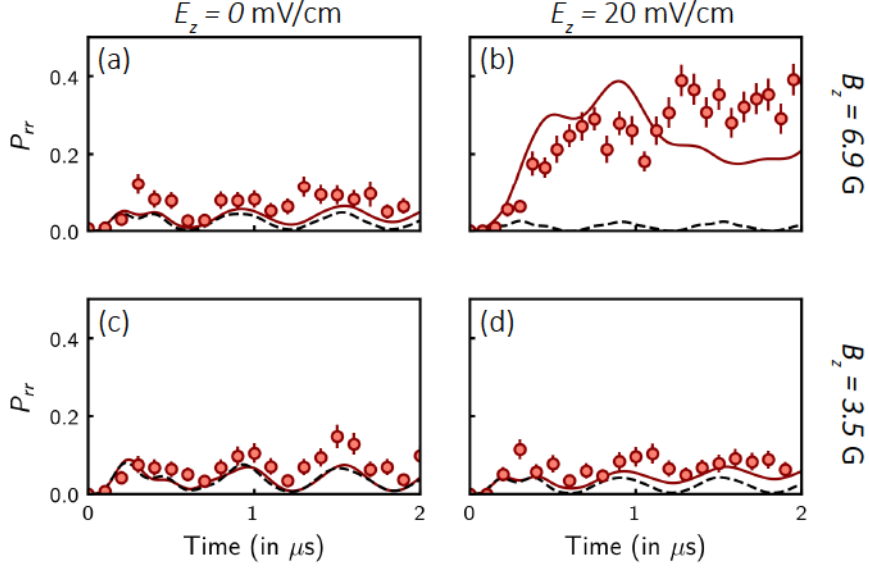 E_z = 0 mV/cm
E_z = 20 mV/cm
(a)
(b)
P_rr
0.4
0.2
0.0
B_z = 6.9 G
(c)
(d)
P_rr
0.4
0.2
0.0
B_z = 3.5 G
0
1
2
0
1
2
Time (in μs)
Time (in μs)